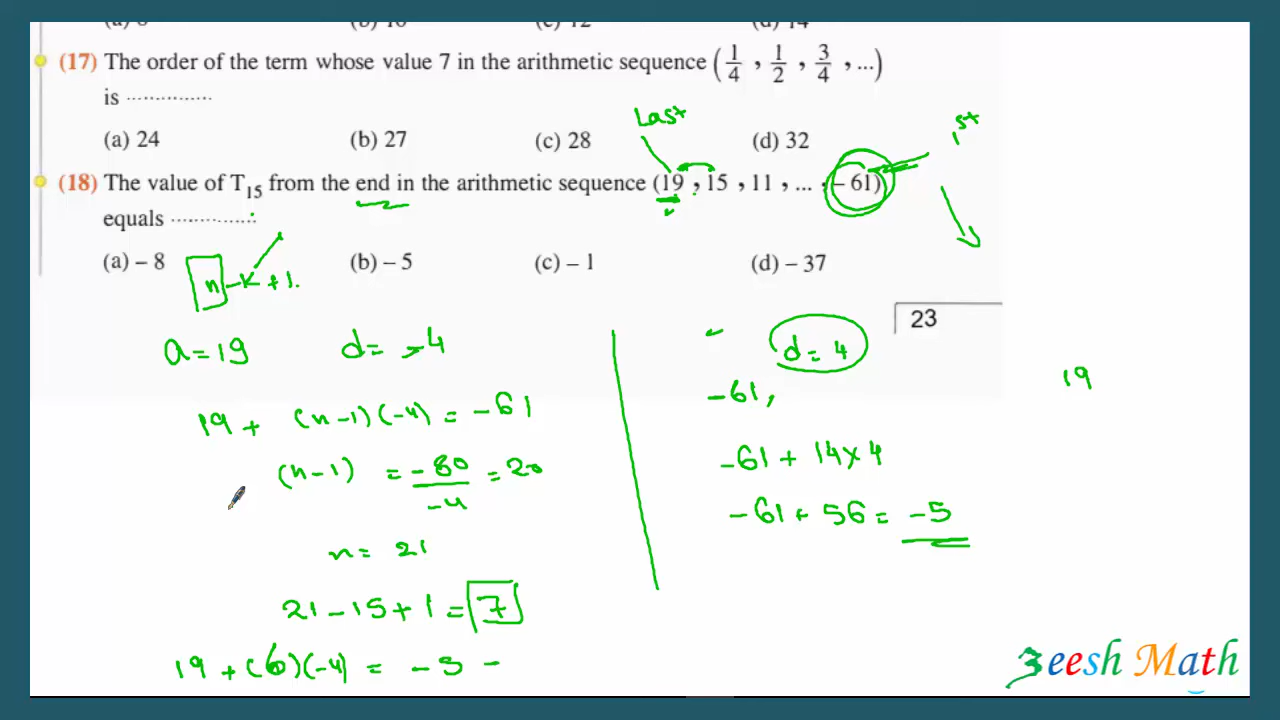 (17) The order of the term whose value 7 in the arithmetic sequence (1/4 , 1/2 , 3/4 , ...)
is ..............
(a) 24 (b) 27 (c) 28 (d) 32
Last
1st
(18) The value of T15 from the end in the arithmetic sequence (19 , 15 , 11 , ... , – 61)
equals ..............
(a) – 8 (b) – 5 (c) – 1 (d) – 37
n - K + 1.
23
a = 19 d = -4
19 + (n-1)(-4) = -61
(n-1) = -80/-4 = 20
n = 21
21 - 15 + 1 = 7
19 + (6)(-4) = -5 -
d = 4
-61,
-61 + 14 x 4
-61 + 56 = -5
19
Zeesh Math